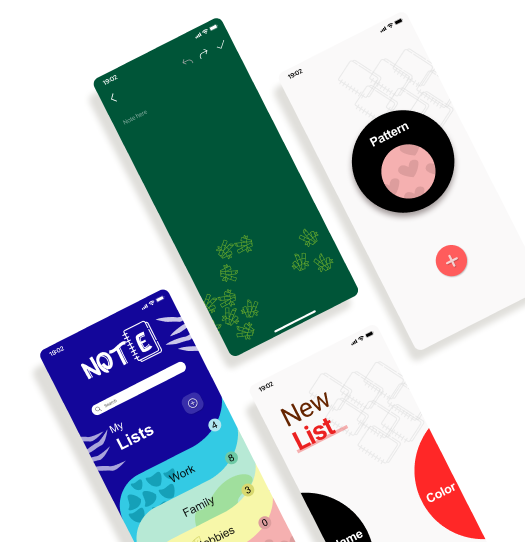 19:02
Note here
19:02
Pattern
19:02
NOTE
Search
My
Lists
4
Work
8
Family
3
Hobbies
0
19:02
New
List
Name
Color